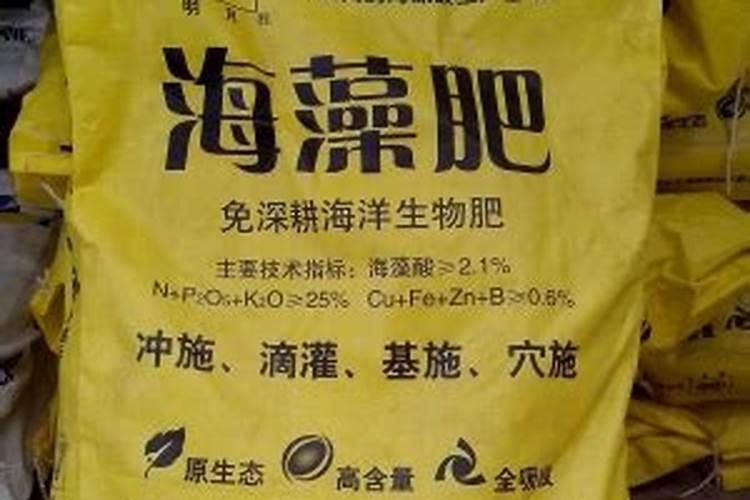 海藻肥
免深耕海洋生物肥
主要技术指标：海藻酸≥2.1%
N+P₂O₅+K₂O≥25% Cu+Fe+Zn+B≥0.6%
冲施、滴灌、基施、穴施
原生态 高含量 全吸收